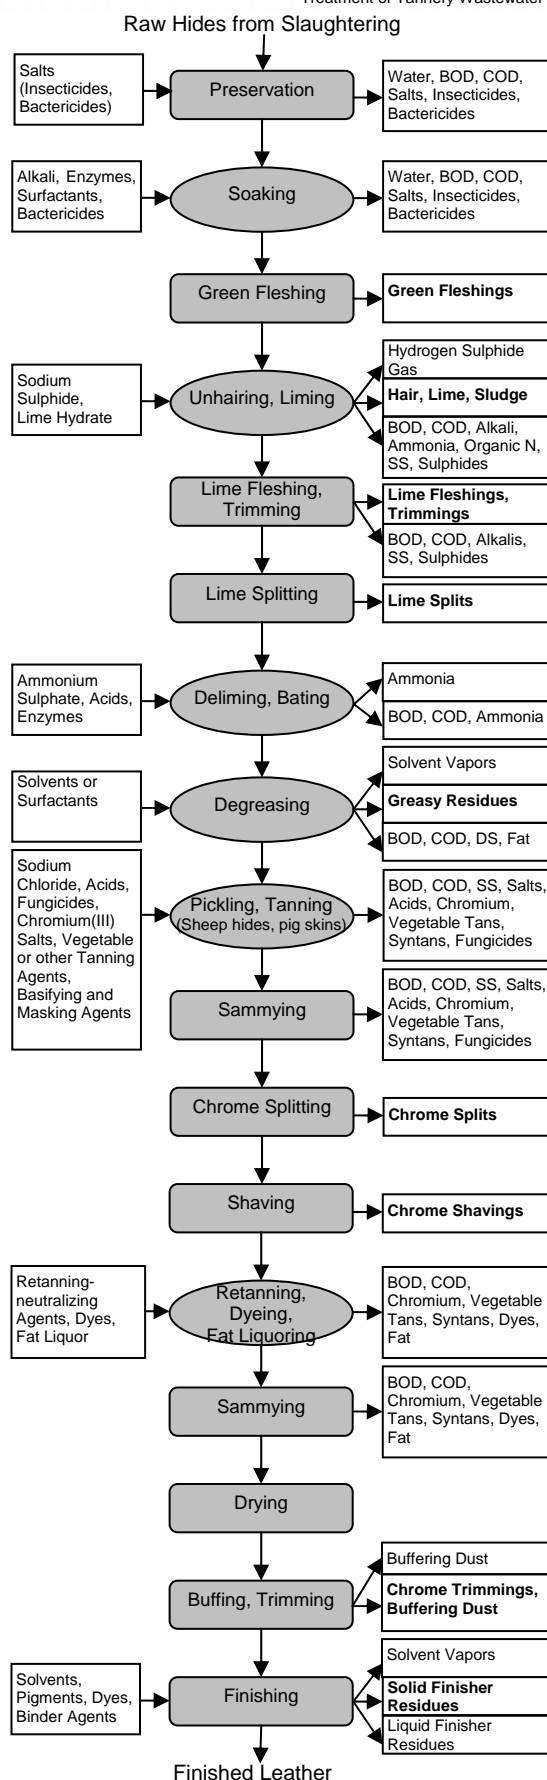 Treatment of Tannery Wastewater
Raw Hides from Slaughtering
Salts
(Insecticides,
Bactericides)
Preservation
Water, BOD, COD,
Salts, Insecticides,
Bactericides
Alkali, Enzymes,
Surfactants,
Bactericides
Soaking
Water, BOD, COD,
Salts, Insecticides,
Bactericides
Green Fleshing
Green Fleshings
Sodium
Sulphide,
Lime Hydrate
Unhairing, Liming
Hydrogen Sulphide
Gas
Hair, Lime, Sludge
BOD, COD, Alkali,
Ammonia, Organic N,
SS, Sulphides
Lime Fleshing,
Trimming
Lime Fleshings,
Trimmings
BOD, COD, Alkalis,
SS, Sulphides
Lime Splitting
Lime Splits
Ammonium
Sulphate, Acids,
Enzymes
Deliming, Bating
Ammonia
BOD, COD, Ammonia
Solvents or
Surfactants
Degreasing
Solvent Vapors
Greasy Residues
BOD, COD, DS, Fat
Sodium
Chloride, Acids,
Fungicides,
Chromium(III)
Salts, Vegetable
or other Tanning
Agents,
Basifying and
Masking Agents
Pickling, Tanning
(Sheep hides, pig skins)
BOD, COD, SS, Salts,
Acids, Chromium,
Vegetable Tans,
Syntans, Fungicides
Sammying
BOD, COD, SS, Salts,
Acids, Chromium,
Vegetable Tans,
Syntans, Fungicides
Chrome Splitting
Chrome Splits
Shaving
Chrome Shavings
Retanning-
neutralizing
Agents, Dyes,
Fat Liquor
Retanning,
Dyeing,
Fat Liquoring
BOD, COD,
Chromium, Vegetable
Tans, Syntans, Dyes,
Fat
Sammying
BOD, COD,
Chromium, Vegetable
Tans, Syntans, Dyes,
Fat
Drying
Buffing, Trimming
Buffering Dust
Chrome Trimmings,
Buffering Dust
Solvents,
Pigments, Dyes,
Binder Agents
Finishing
Solvent Vapors
Solid Finisher
Residues
Liquid Finisher
Residues
Finished Leather